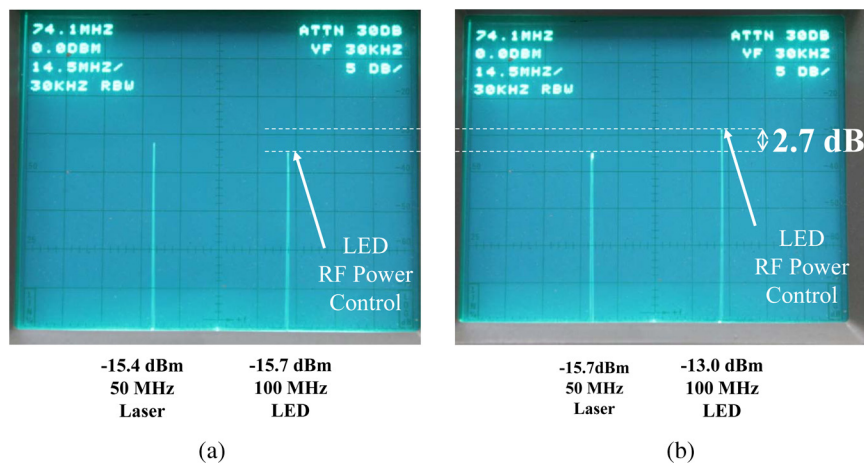 74.1MHZ
0.0DBM
14.5MHZ/
30KHZ RBW
ATTN 30DB
VF 30KHZ
5 DB/
LED
RF Power
Control
-15.4 dBm
50 MHz
Laser
-15.7 dBm
100 MHz
LED
(a)
74.1MHZ
0.0DBM
14.5MHZ/
30KHZ RBW
ATTN 30DB
VF 30KHZ
5 DB/
2.7 dB
LED
RF Power
Control
-15.7dBm
50 MHz
Laser
-13.0 dBm
100 MHz
LED
(b)